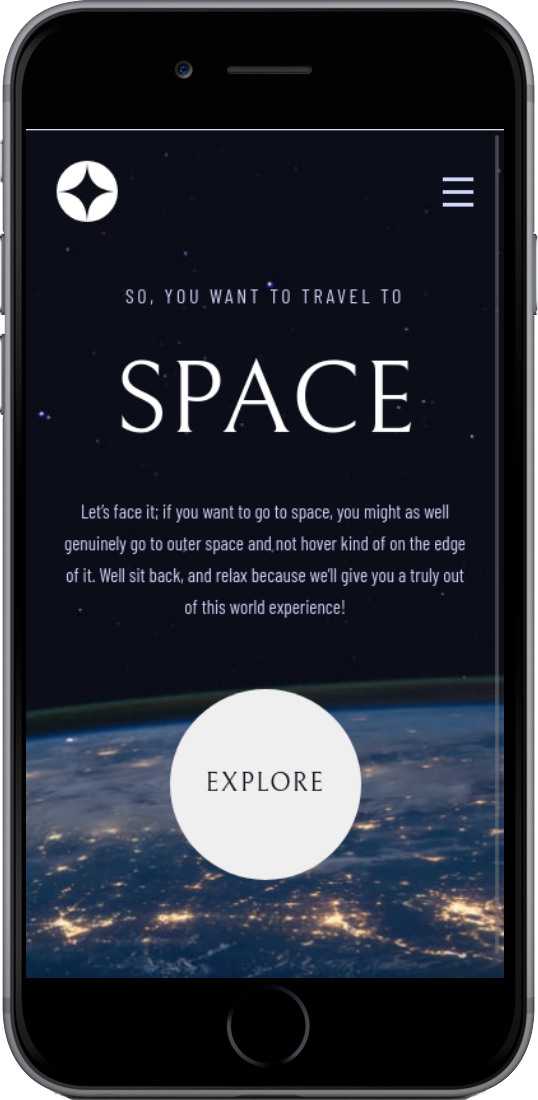 SO, YOU WANT TO TRAVEL TO
SPACE
Let’s face it; if you want to go to space, you might as well
genuinely go to outer space and not hover kind of on the edge
of it. Well sit back, and relax because we’ll give you a truly out
of this world experience!
EXPLORE